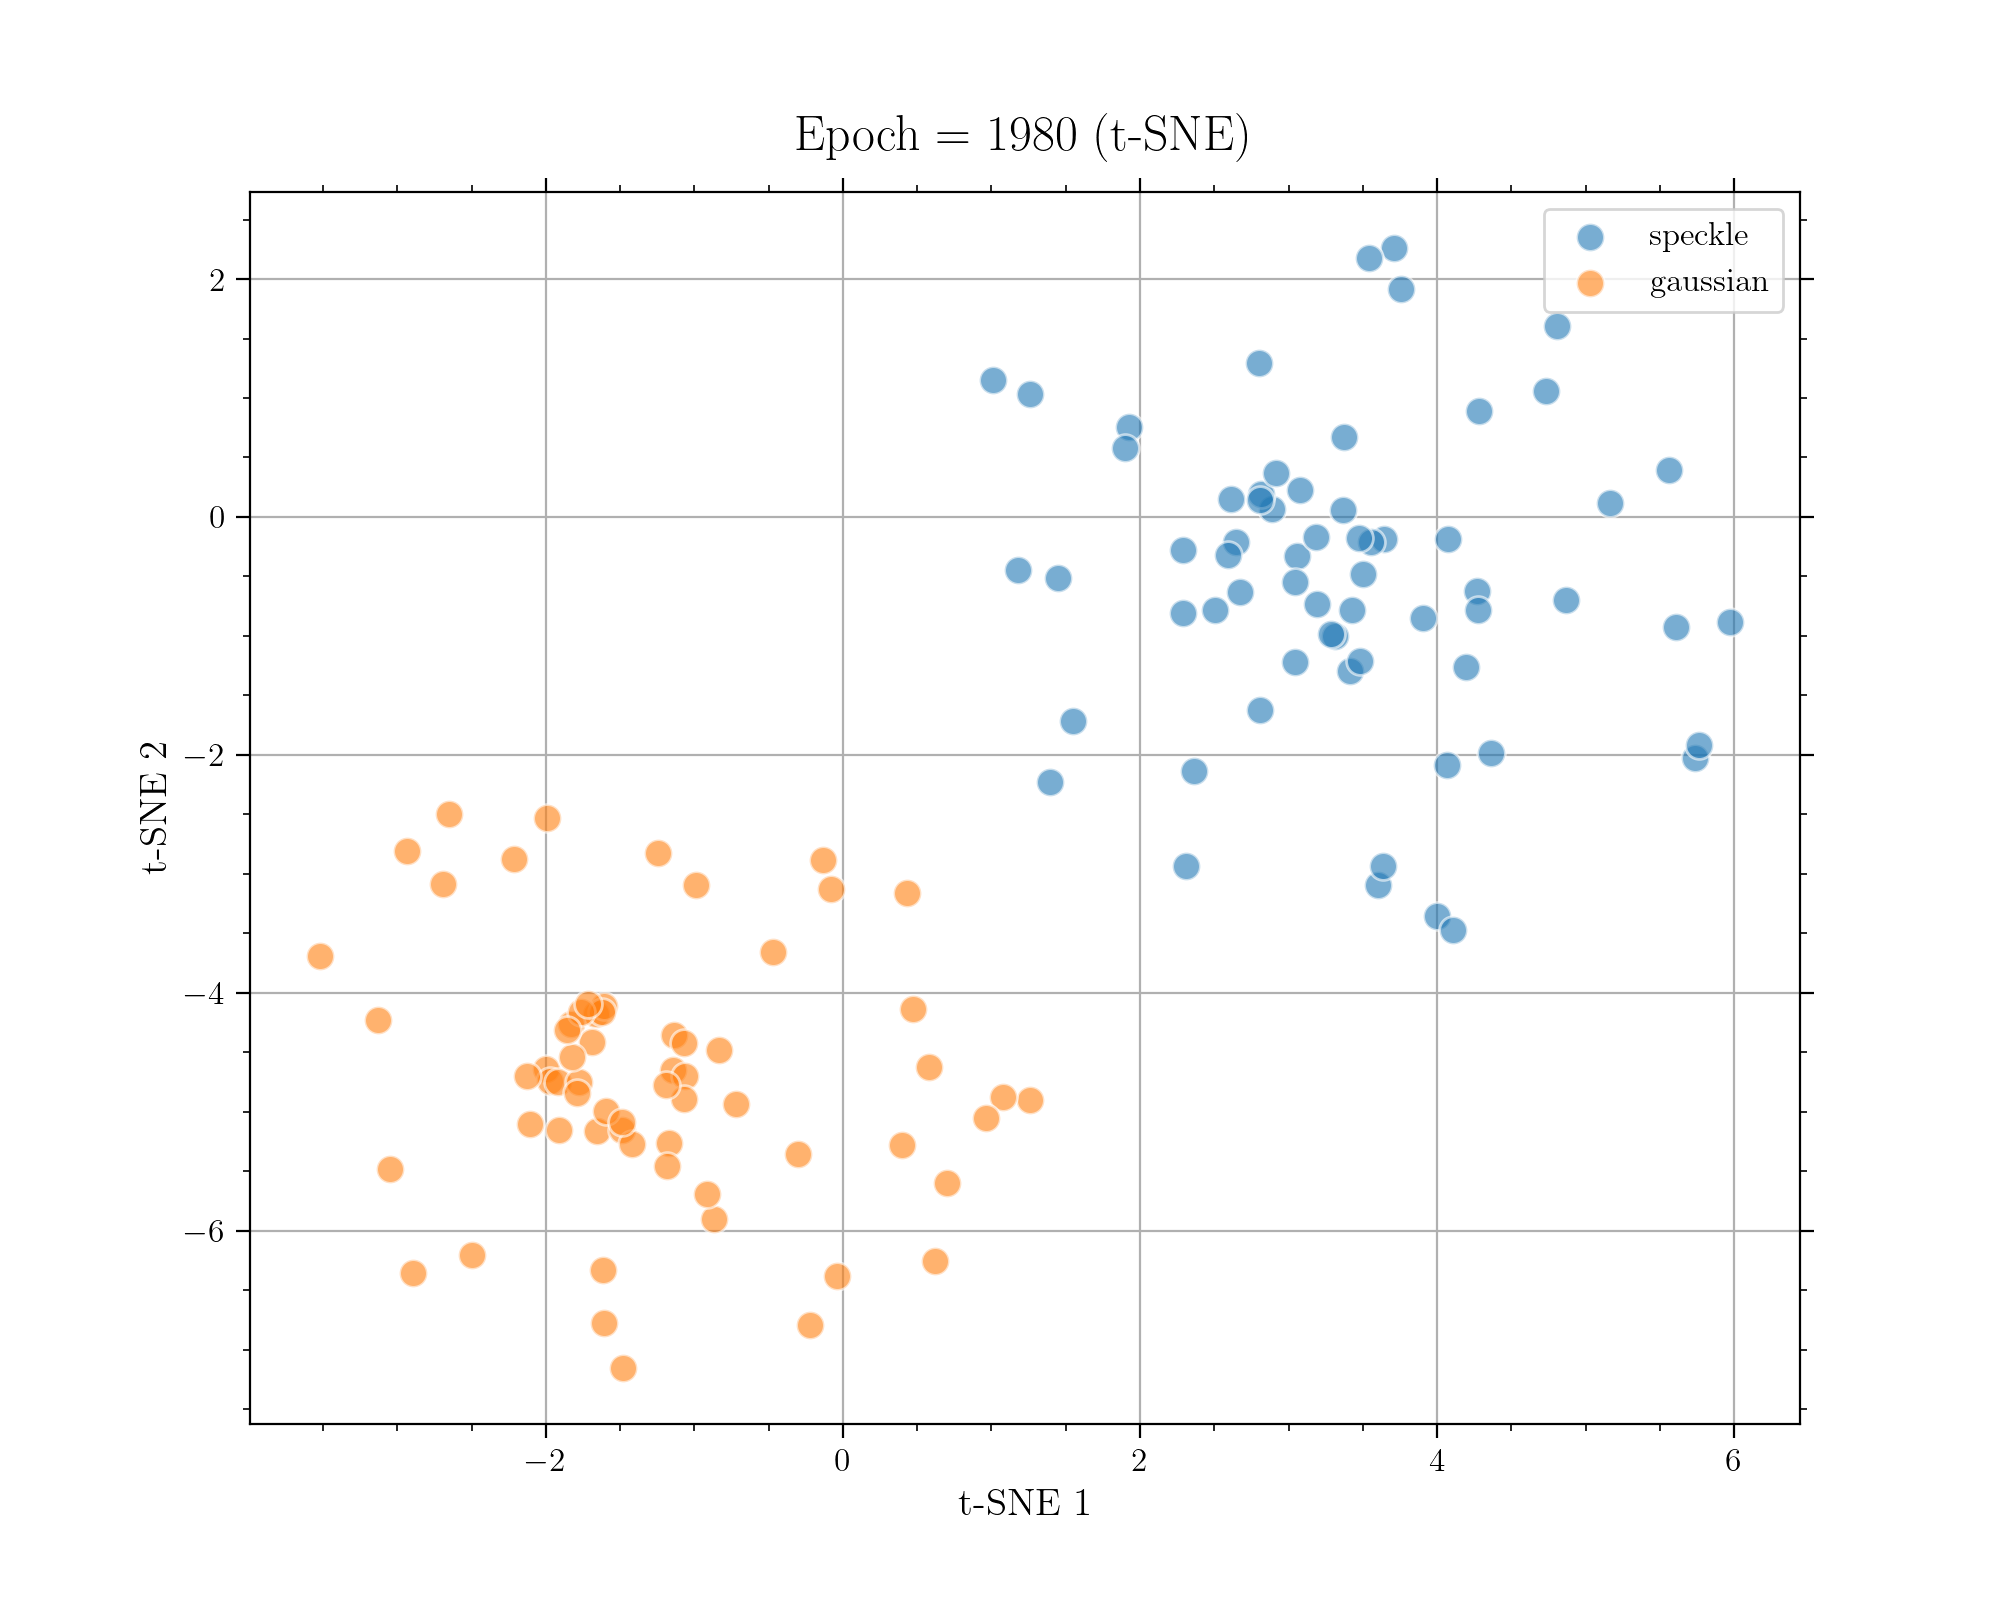 Epoch = 1980 (t-SNE)
speckle
gaussian
2
0
−2
−4
−6
t-SNE 2
−2 0 2 4 6
t-SNE 1